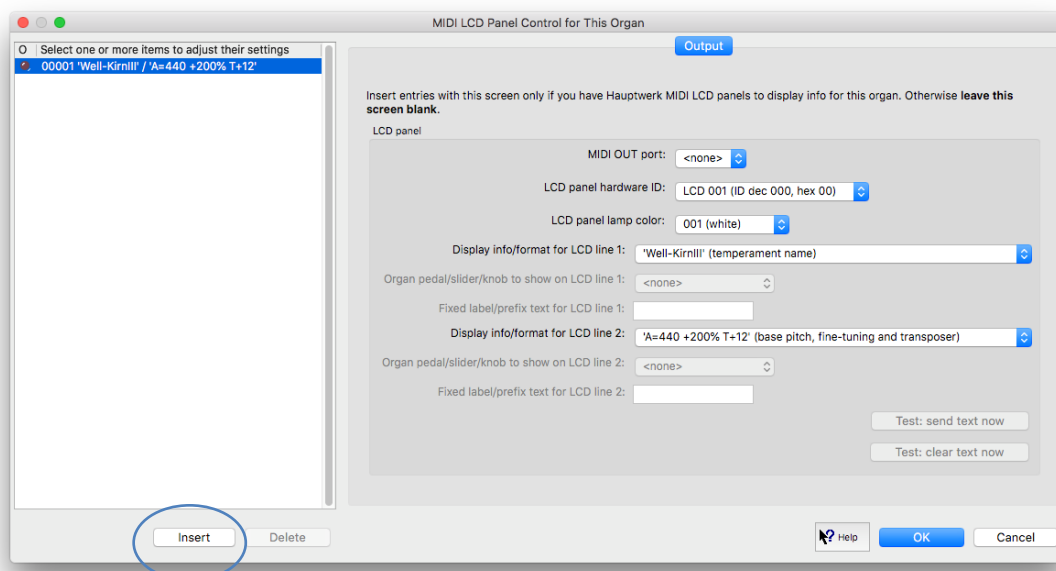 MIDI LCD Panel Control for This Organ
O Select one or more items to adjust their settings
00001 'Well-KirnIII' / 'A=440 +200% T+12'
Output
Insert entries with this screen only if you have Hauptwerk MIDI LCD panels to display info for this organ. Otherwise leave this
screen blank.
LCD panel
MIDI OUT port: <none>
LCD panel hardware ID: LCD 001 (ID dec 000, hex 00)
LCD panel lamp color: 001 (white)
Display info/format for LCD line 1: 'Well-KirnIII' (temperament name)
Organ pedal/slider/knob to show on LCD line 1: <none>
Fixed label/prefix text for LCD line 1:
Display info/format for LCD line 2: 'A=440 +200% T+12' (base pitch, fine-tuning and transposer)
Organ pedal/slider/knob to show on LCD line 2: <none>
Fixed label/prefix text for LCD line 2:
Test: send text now
Test: clear text now
Insert Delete Help OK Cancel